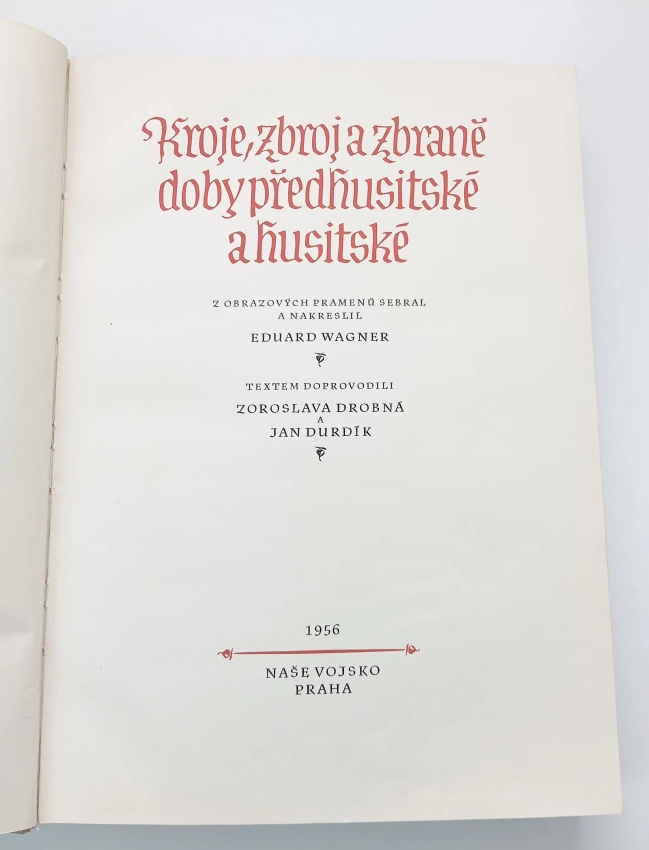 Kroje, zbroj a zbraně
doby předhusitské
a husitské
Z OBRAZOVÝCH PRAMENŮ SEBRAL
A NAKRESLIL
EDUARD WAGNER
TEXTEM DOPROVODILI
ZOROSLAVA DROBNÁ
A
JAN DURDÍK
1956
NAŠE VOJSKO
PRAHA